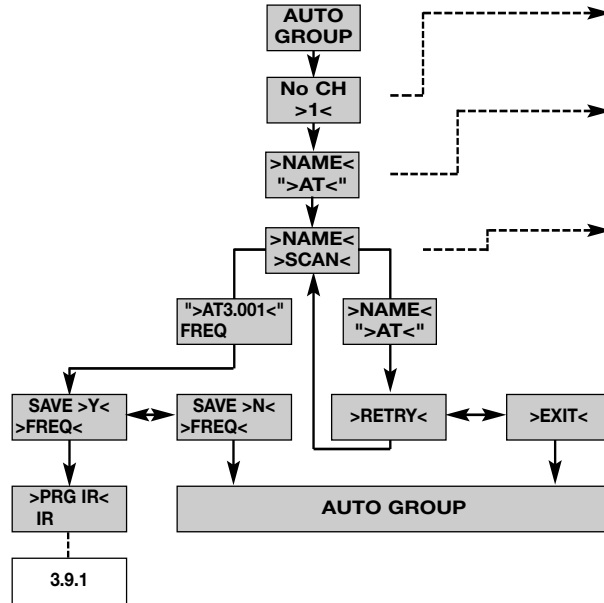 AUTO
GROUP
No CH
>1<
>NAME<
">AT<"
>NAME<
>SCAN<
">AT3.001<"
FREQ
>NAME<
">AT<"
SAVE >Y<
>FREQ<
SAVE >N<
>FREQ<
>RETRY<
>EXIT<
>PRG IR<
IR
AUTO GROUP
3.9.1